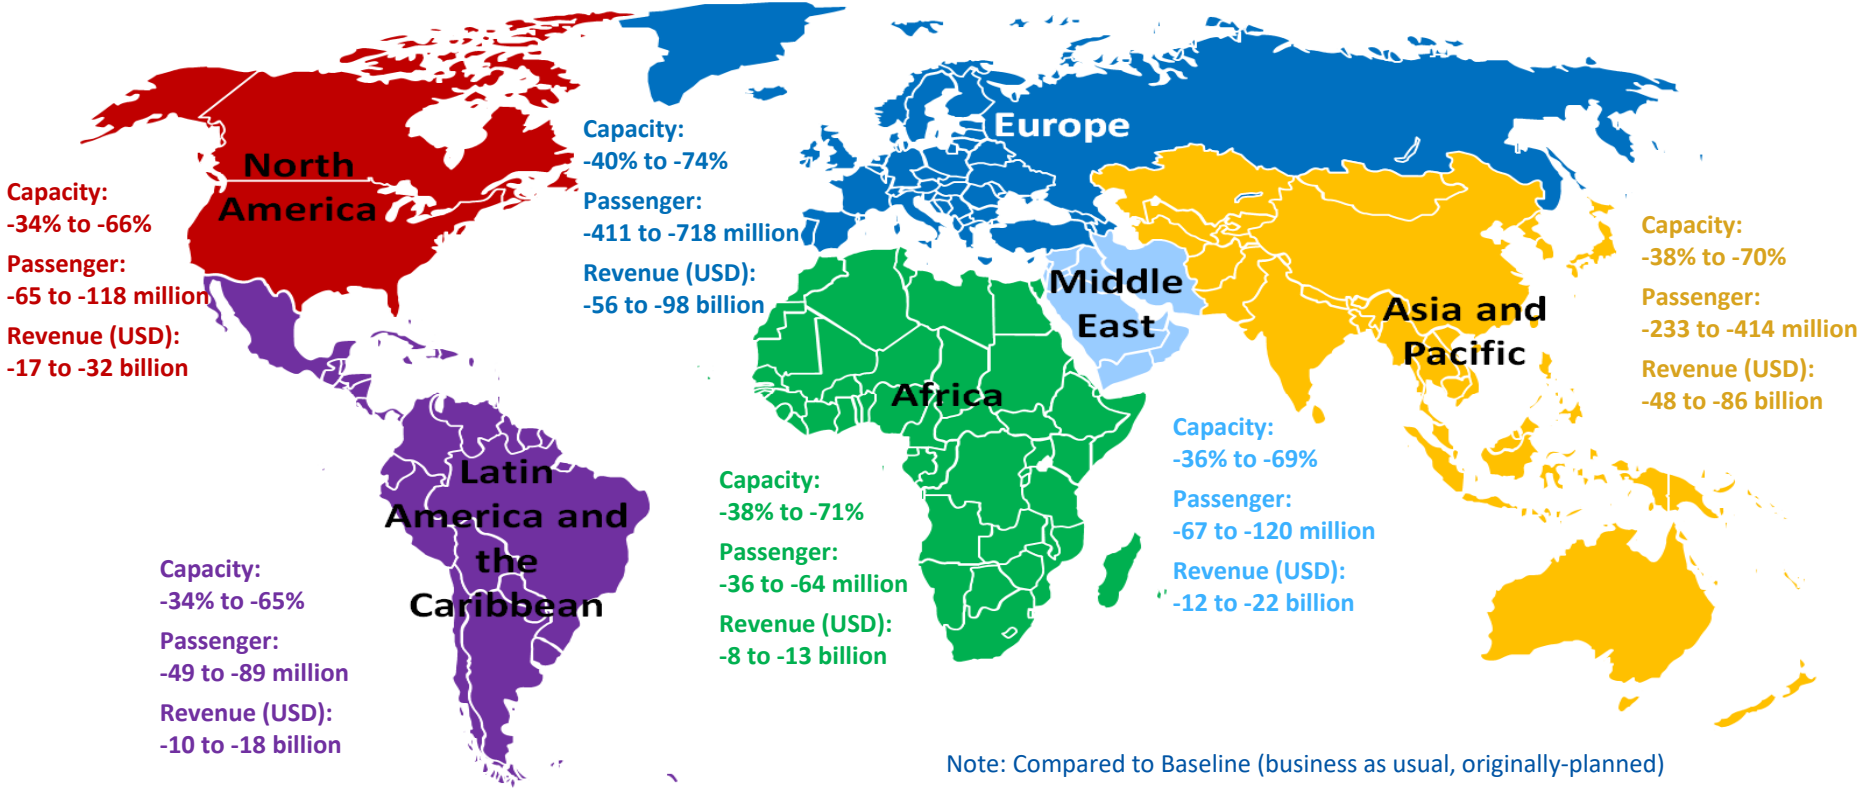 North
America
Capacity:
-34% to -66%
Passenger:
-65 to -118 million
Revenue (USD):
-17 to -32 billion
Capacity:
-40% to -74%
Passenger:
-411 to -718 million
Revenue (USD):
-56 to -98 billion
Europe
Middle
East
Asia and
Pacific
Capacity:
-38% to -70%
Passenger:
-233 to -414 million
Revenue (USD):
-48 to -86 billion
Africa
Capacity:
-36% to -69%
Passenger:
-67 to -120 million
Revenue (USD):
-12 to -22 billion
Latin
America and
the
Caribbean
Capacity:
-38% to -71%
Passenger:
-36 to -64 million
Revenue (USD):
-8 to -13 billion
Capacity:
-34% to -65%
Passenger:
-49 to -89 million
Revenue (USD):
-10 to -18 billion
Note: Compared to Baseline (business as usual, originally-planned)